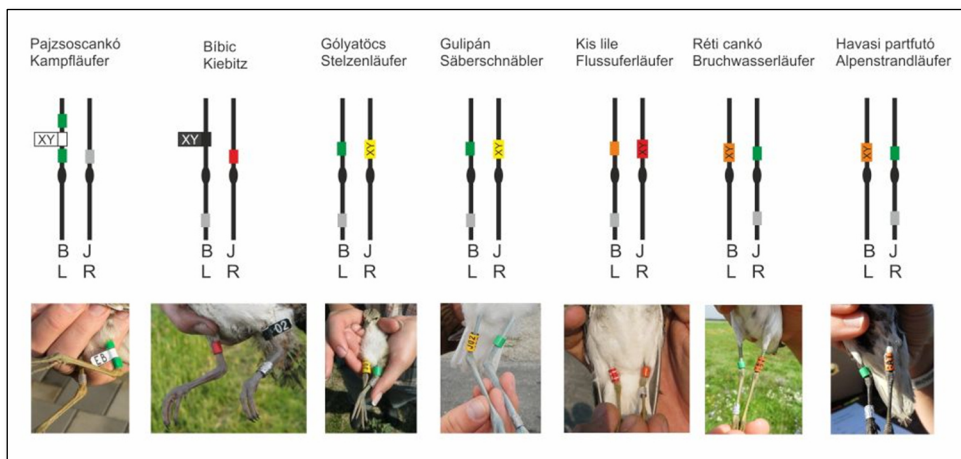 Pajzsoscankó
Kampfläufer
Bíbic
Kiebitz
Gólyatöcs
Stelzenläufer
Gulipán
Säberschnäbler
Kis lile
Flussuferläufer
Réti cankó
Bruchwasserläufer
Havasi partfutó
Alpenstrandläufer
XY
XY
XY
XY
XY
XY
XY
B J
L R
B J
L R
B J
L R
B J
L R
B J
L R
B J
L R
B J
L R
02